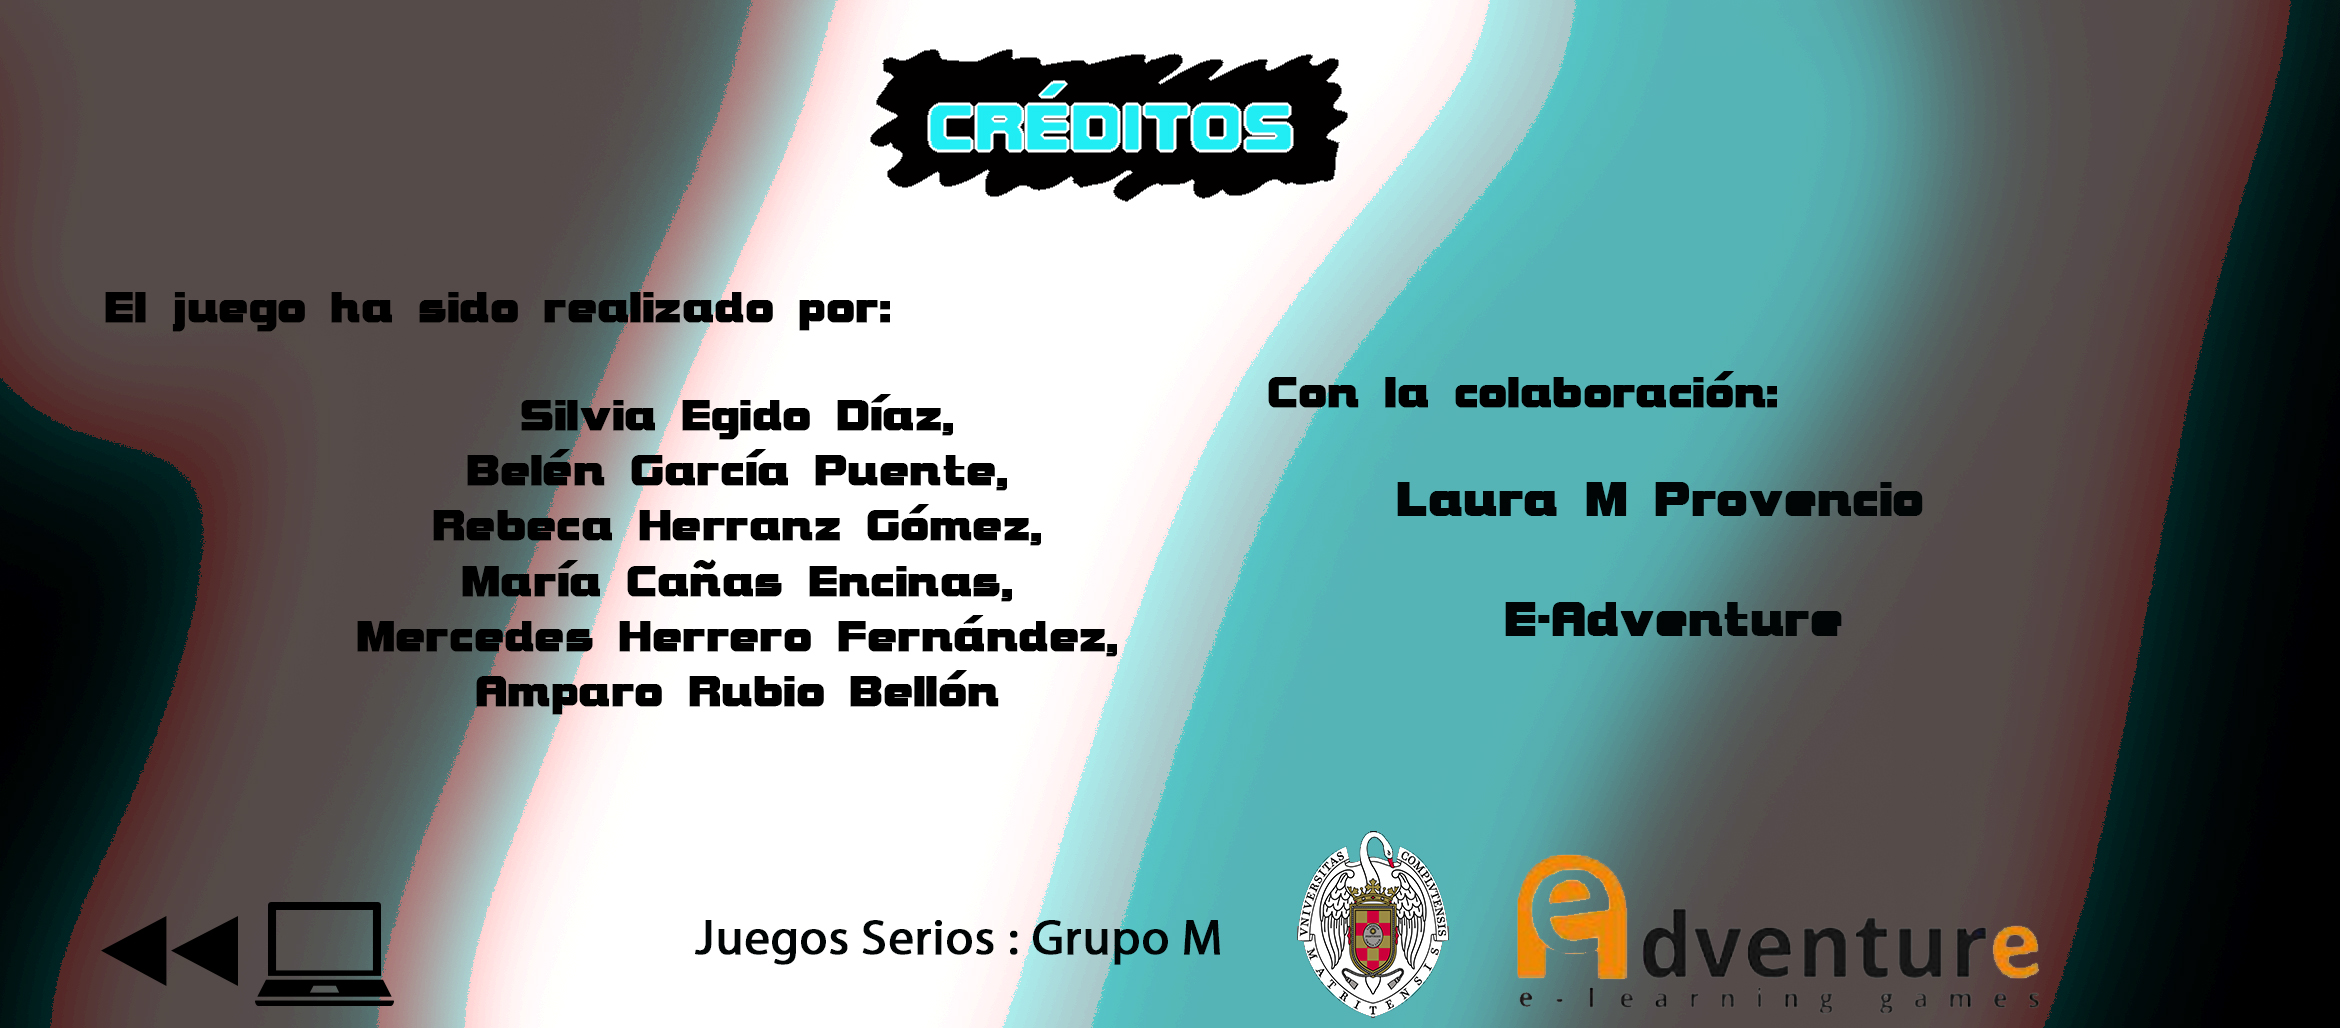 CRÉDITOS
El juego ha sido realizado por:
Silvia Egido Díaz,
Belén García Puente,
Rebeca Herranz Gómez,
María Cañas Encinas,
Mercedes Herrero Fernández,
Amparo Rubio Bellón
Con la colaboración:
Laura M Provencio
E-Adventure
Juegos Serios : Grupo M
VNIVERSITAS COMPLVTENSIS
MATRITENSIS
eAdventure
e-learning games